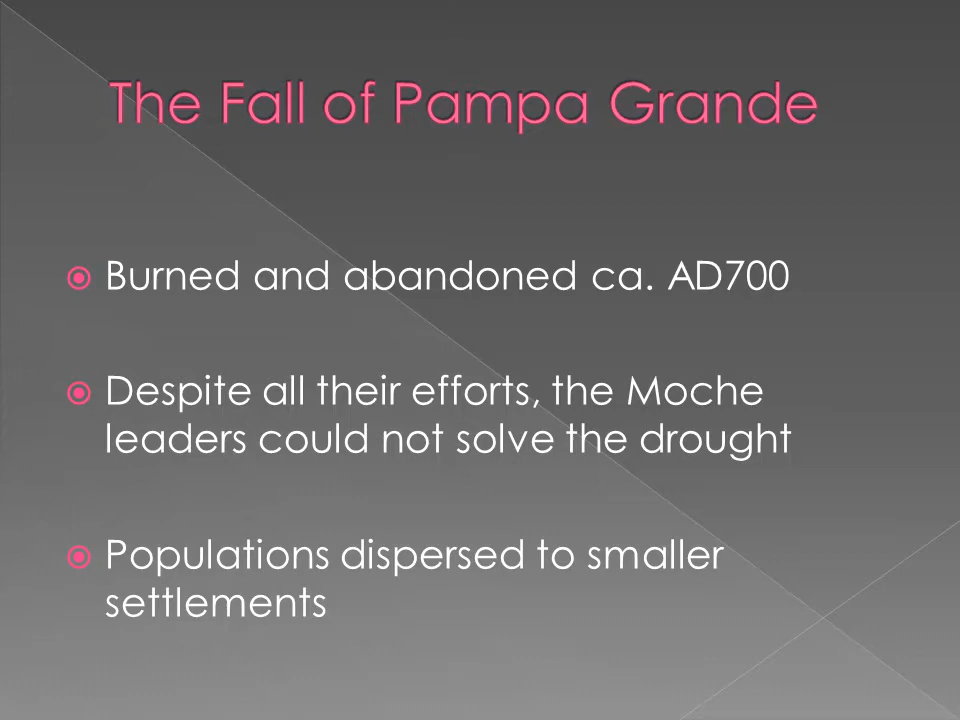 The Fall of Pampa Grande
Burned and abandoned ca. AD700
Despite all their efforts, the Moche
leaders could not solve the drought
Populations dispersed to smaller
settlements